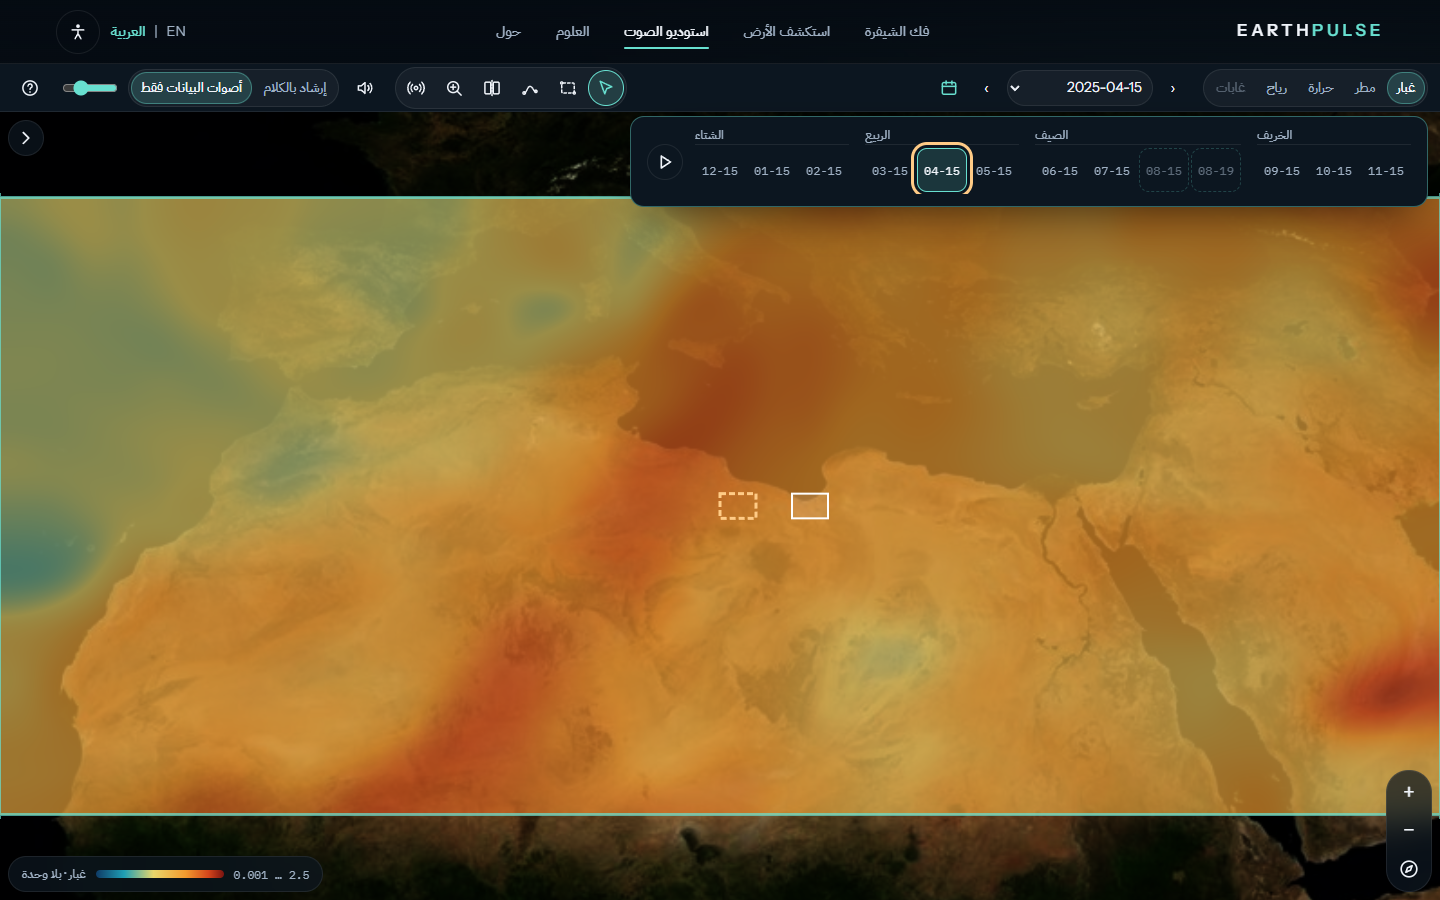 EARTHPULSE
فك الشيفرة
استكشف الأرض
استوديو الصوت
العلوم
حول
العربية | EN
غبار
مطر
حرارة
رياح
غابات
2025-04-15
إرشاد بالكلام
أصوات البيانات فقط
الشتاء
12-15 01-15 02-15
الربيع
03-15 04-15 05-15
الصيف
06-15 07-15 08-15 08-19
الخريف
09-15 10-15 11-15
غبار · بلا وحدة
0.001 … 2.5